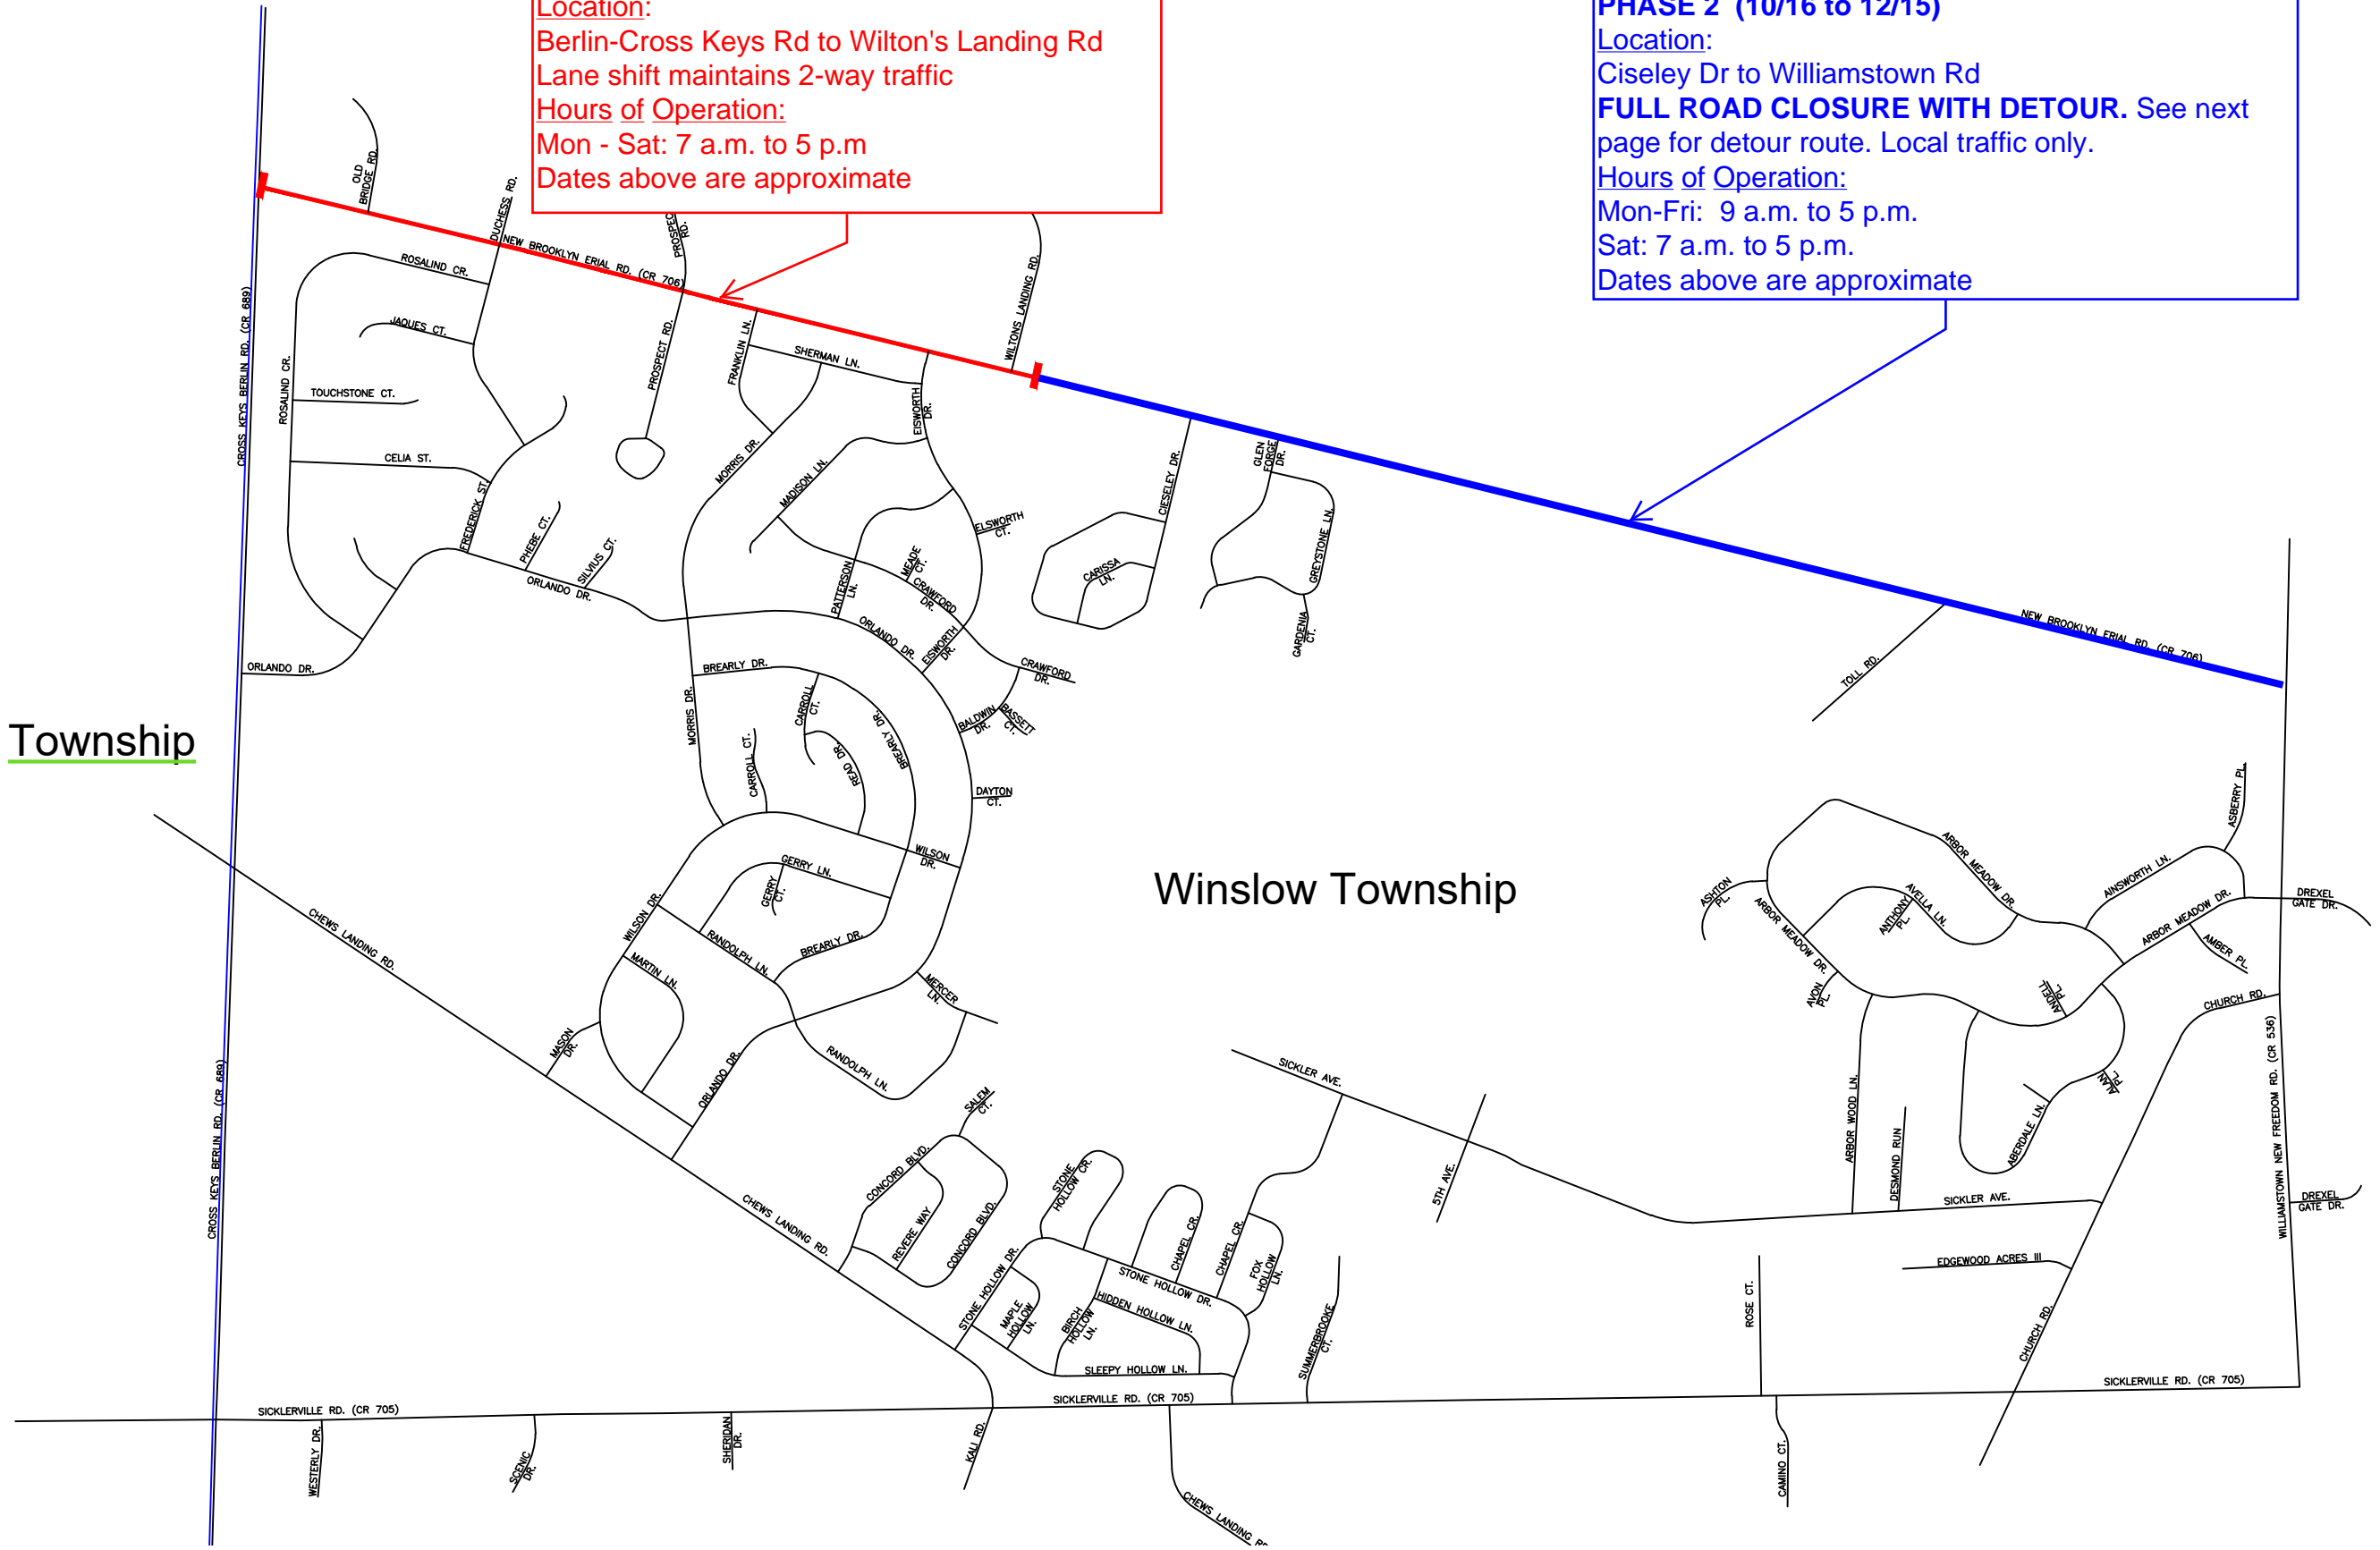 Location:
Berlin-Cross Keys Rd to Wilton's Landing Rd
Lane shift maintains 2-way traffic
Hours of Operation:
Mon - Sat: 7 a.m. to 5 p.m
Dates above are approximate
PHASE 2 (10/16 to 12/15)
Location:
Ciseley Dr to Williamstown Rd
FULL ROAD CLOSURE WITH DETOUR. See next
page for detour route. Local traffic only.
Hours of Operation:
Mon-Fri: 9 a.m. to 5 p.m.
Sat: 7 a.m. to 5 p.m.
Dates above are approximate
OLD
BRIDGE RD.
DUCHESS RD.
PROSPECT
RD.
NEW BROOKLYN ERIAL RD. (CR 706)
WILTONS LANDING RD.
ROSALIND CR.
CROSS KEYS BERLIN RD. (CR 689)
JAQUES CT.
ROSALIND CR.
PROSPECT RD.
FRANKLIN LN.
SHERMAN LN.
TOUCHSTONE CT.
EISWORTH
DR.
CELIA ST.
MORRIS DR.
MADISON LN.
CIESELEY DR.
GLEN
FORGE
DR.
GREYSTONE LN.
FREDERICK ST.
PHEBE CT.
SILVIUS CT.
ELSWORTH
CT.
MEADE
CT.
CARISSA
LN.
ORLANDO DR.
PATTERSON
LN.
CRAWFORD
DR.
ORLANDO DR.
EISWORTH
DR.
GARDENIA
CT.
NEW BROOKLYN ERIAL RD. (CR 706)
ORLANDO DR.
BREARLY DR.
CRAWFORD
DR.
TOLL RD.
MORRIS DR.
CARROLL
CT.
BREARLY DR.
BALDWIN
DR.
BASSETT
CT.
Township
CARROLL CT.
READ DR.
DAYTON
CT.
ASBERRY PL.
WILSON
DR.
GERRY LN.
GERRY
CT.
Winslow Township
ARBOR MEADOW DR.
AINSWORTH LN.
ASHTON
PL.
AVELLA LN.
ANTHONY
PL.
DREXEL
GATE DR.
CHEWS LANDING RD.
WILSON DR.
RANDOLPH LN.
BREARLY DR.
ARBOR MEADOW DR.
ARBOR MEADOW DR.
AMBER PL.
MARTIN LN.
MERCER
LN.
AVON
PL.
ANDELL
PL.
CHURCH RD.
MASON
DR.
RANDOLPH LN.
ORLANDO DR.
SICKLER AVE.
CROSS KEYS BERLIN RD. (CR 689)
SALEM
CT.
ALAN
PL.
ARBOR WOOD LN.
DESMOND RUN
ABERDALE LN.
WILLIAMSTOWN NEW FREEDOM RD. (CR 536)
CONCORD BLVD.
STONE
HOLLOW CR.
5TH AVE.
SICKLER AVE.
DREXEL
GATE DR.
CHEWS LANDING RD.
REVERE WAY
CONCORD BLVD.
CHAPEL CR.
CHAPEL CR.
FOX
HOLLOW
LN.
EDGEWOOD ACRES III
STONE HOLLOW DR.
STONE HOLLOW DR.
MAPLE
HOLLOW
LN.
BIRCH
HOLLOW
LN.
HIDDEN HOLLOW LN.
SUMMERBROOKE
CT.
ROSE CT.
CHURCH RD.
SLEEPY HOLLOW LN.
SICKLERVILLE RD. (CR 705)
SICKLERVILLE RD. (CR 705)
SICKLERVILLE RD. (CR 705)
WESTERLY DR.
SCENIC
DR.
SHERIDAN
DR.
KALI RD.
CAMINO CT.
CHEWS LANDING RD